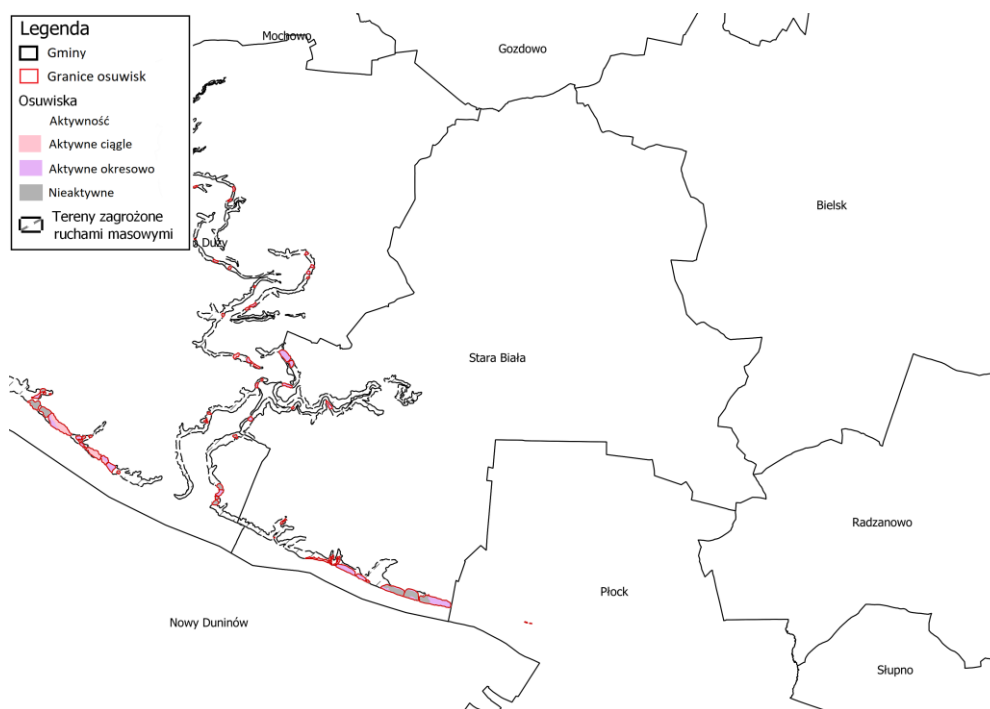 Legenda
Gminy
Granice osuwisk
Osuwiska
Aktywność
Aktywne ciągle
Aktywne okresowo
Nieaktywne
Tereny zagrożone
ruchami masowymi
Mochowo
Gozdowo
Bielsk
Duży
Stara Biała
Radzanowo
Płock
Nowy Duninów
Słupno